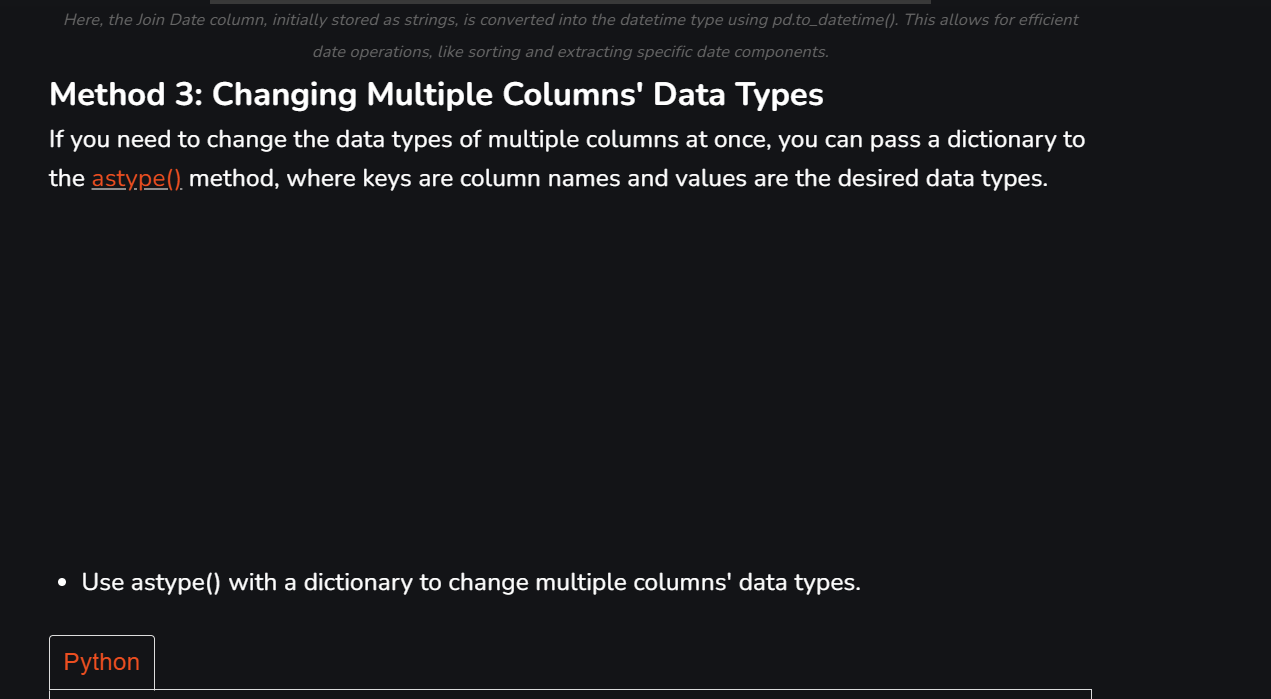 Here, the Join Date column, initially stored as strings, is converted into the datetime type using pd.to_datetime(). This allows for efficient
date operations, like sorting and extracting specific date components.
Method 3: Changing Multiple Columns' Data Types
If you need to change the data types of multiple columns at once, you can pass a dictionary to
the astype() method, where keys are column names and values are the desired data types.
• Use astype() with a dictionary to change multiple columns' data types.
Python